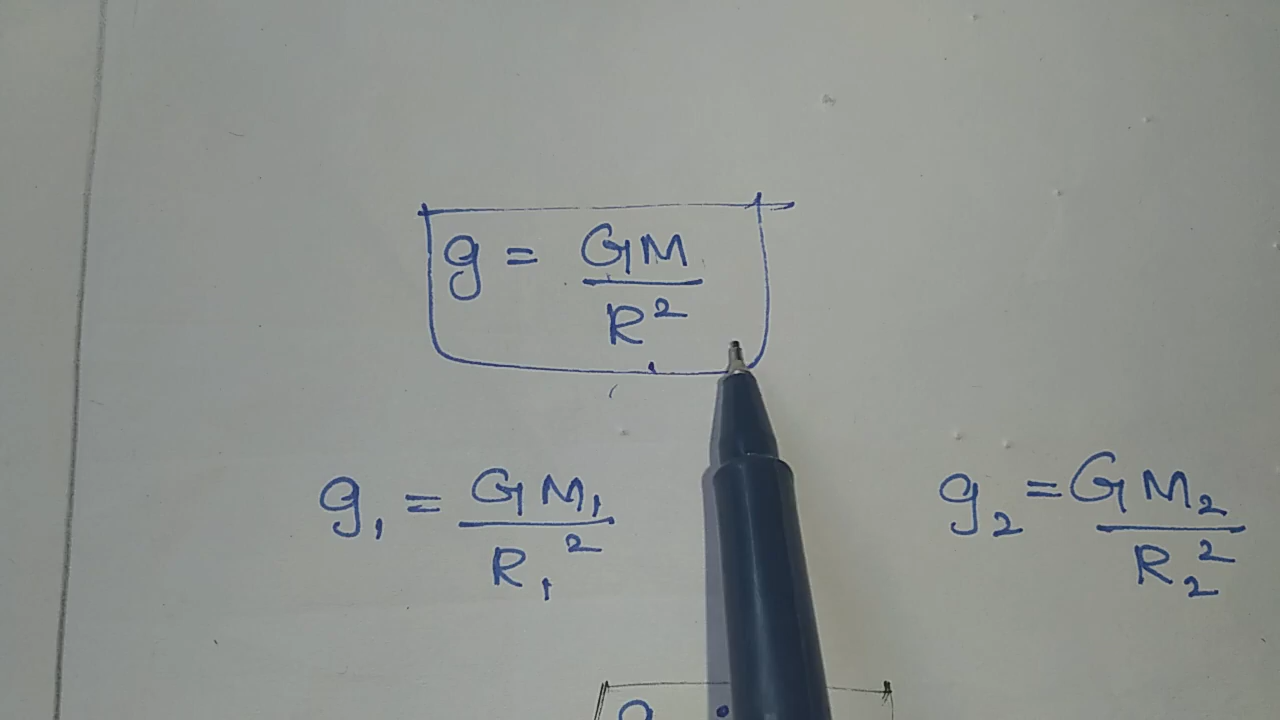 g = GM / R²
g₁ = GM₁ / R₁²
g₂ = GM₂ / R₂²